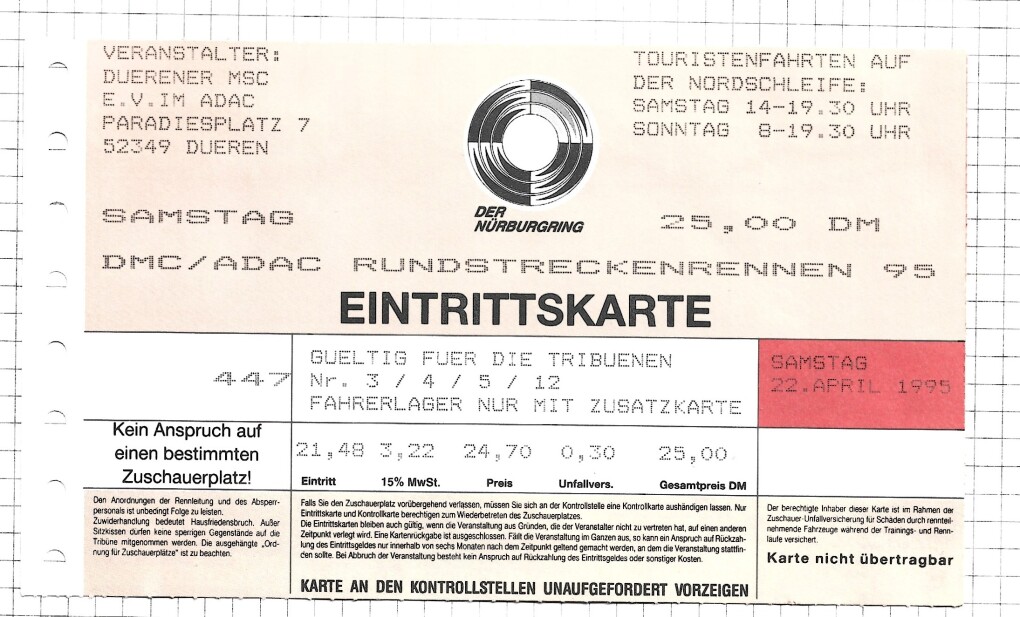 VERANSTALTER:
DUERENER MSC
E.V.IM ADAC
PARADIESPLATZ 7
52349 DUEREN
TOURISTENFAHRTEN AUF
DER NORDSCHLEIFE:
SAMSTAG 14-19.30 UHR
SONNTAG 8-19.30 UHR
DER
NÜRBURGRING
SAMSTAG
25,00 DM
DMC/ADAC RUNDSTRECKENRENNEN 95
EINTRITTSKARTE
447
GUELTIG FUER DIE TRIBUENEN
Nr. 3 / 4 / 5 / 12
FAHRERLAGER NUR MIT ZUSATZKARTE
SAMSTAG
22.APRIL 1995
Kein Anspruch auf
einen bestimmten
Zuschauerplatz!
21,48 3,22 24,70 0,30 25,00
Eintritt 15% MwSt. Preis Unfallvers. Gesamtpreis DM
Den Anordnungen der Rennleitung und des Absperr-
personals ist unbedingt Folge zu leisten.
Zuwiderhandlung bedeutet Hausfriedensbruch. Außer
Sitzkissen dürfen keine sperrigen Gegenstände auf die
Tribüne mitgenommen werden. Die ausgehängte „Ord-
nung für Zuschauerplätze" ist zu beachten.
Falls Sie den Zuschauerplatz vorübergehend verlassen, müssen Sie sich an der Kontrollstelle eine Kontrollkarte aushändigen lassen. Nur
Eintrittskarte und Kontrollkarte berechtigen zum Wiederbetreten des Zuschauerplatzes.
Die Eintrittskarten bleiben auch gültig, wenn die Veranstaltung aus Gründen, die der Veranstalter nicht zu vertreten hat, auf einen anderen
Zeitpunkt verlegt wird. Eine Kartenrückgabe ist ausgeschlossen. Fällt die Veranstaltung im Ganzen aus, so kann ein Anspruch auf Rückzah-
lung des Eintrittsgeldes nur innerhalb von sechs Monaten nach dem Zeitpunkt geltend gemacht werden, an dem die Veranstaltung stattfin-
den sollte. Bei Abbruch der Veranstaltung besteht kein Anspruch auf Rückzahlung des Eintrittsgeldes oder sonstiger Kosten.
KARTE AN DEN KONTROLLSTELLEN UNAUFGEFORDERT VORZEIGEN
Der berechtigte Inhaber dieser Karte ist im Rahmen der
Zuschauer-Unfallversicherung für Schäden durch rennteil-
nehmende Fahrzeuge während der Trainings- und Renn-
läufe versichert.
Karte nicht übertragbar